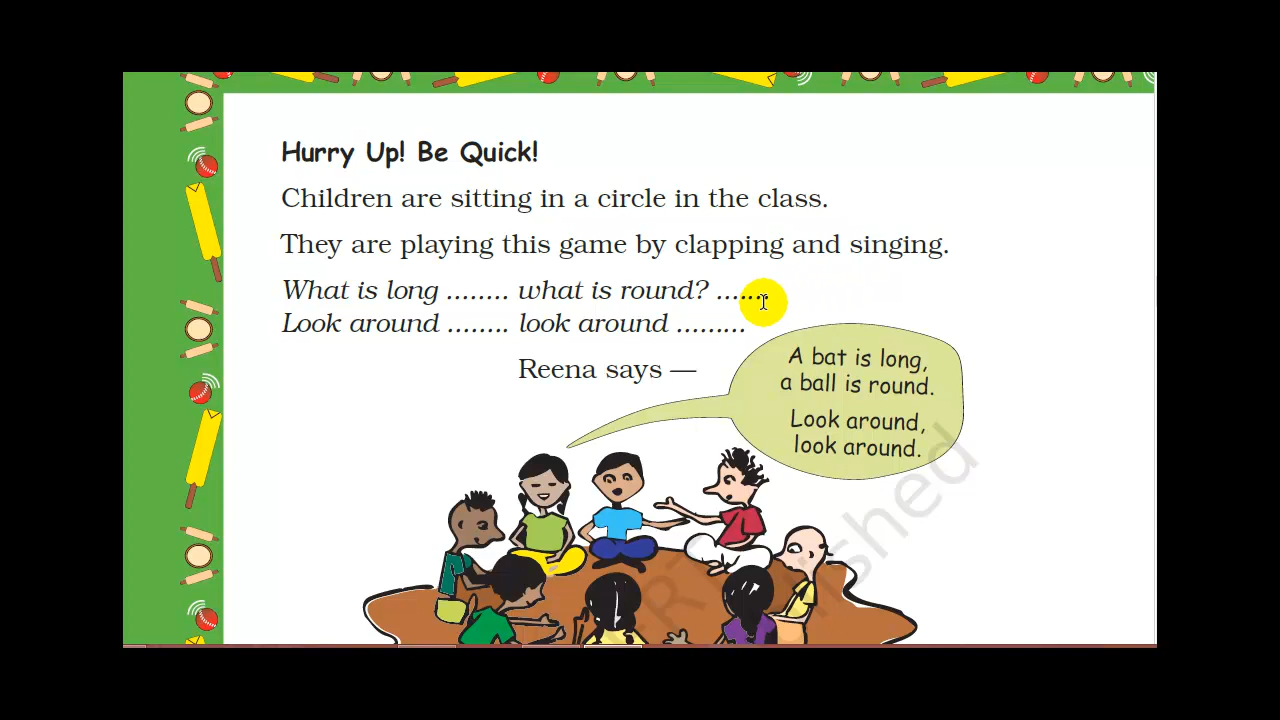 Hurry Up! Be Quick!
Children are sitting in a circle in the class.
They are playing this game by clapping and singing.
What is long ........ what is round? .......
Look around ........ look around .........
Reena says —
A bat is long,
a ball is round.
Look around,
look around.